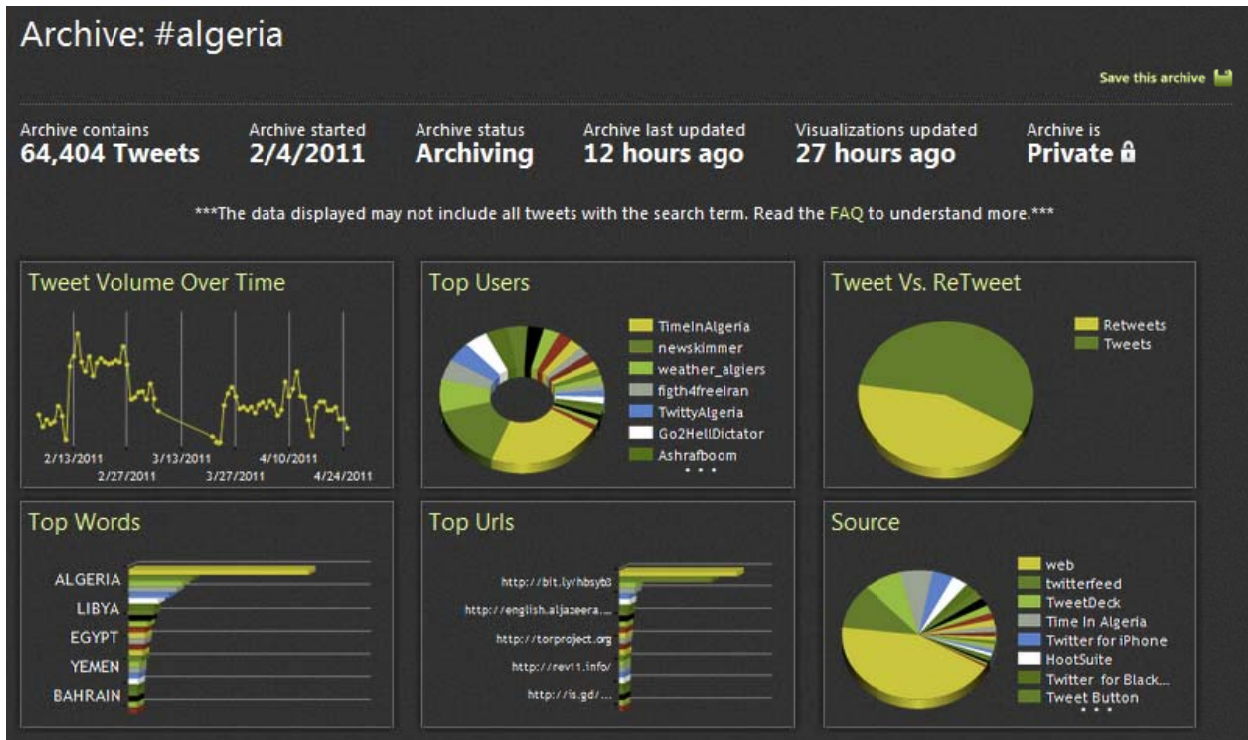 Archive: #algeria
Save this archive
Archive contains
64,404 Tweets
Archive started
2/4/2011
Archive status
Archiving
Archive last updated
12 hours ago
Visualizations updated
27 hours ago
Archive is
Private
***The data displayed may not include all tweets with the search term. Read the FAQ to understand more.***
Tweet Volume Over Time
2/13/2011
3/13/2011
4/10/2011
2/27/2011
3/27/2011
4/24/2011
Top Users
TimeInAlgeria
newskimmer
weather_algiers
figth4freeIran
TwittyAlgeria
Go2HellDictator
Ashrafboom
• • •
Tweet Vs. ReTweet
Retweets
Tweets
Top Words
ALGERIA
LIBYA
EGYPT
YEMEN
BAHRAIN
Top Urls
http://bit.ly/hbsyb3
http://english.aljazeera....
http://torproject.org
http://rev11.info/
http://is.gd/...
Source
web
twitterfeed
TweetDeck
Time In Algeria
Twitter for iPhone
HootSuite
Twitter for Black...
Tweet Button
• • •